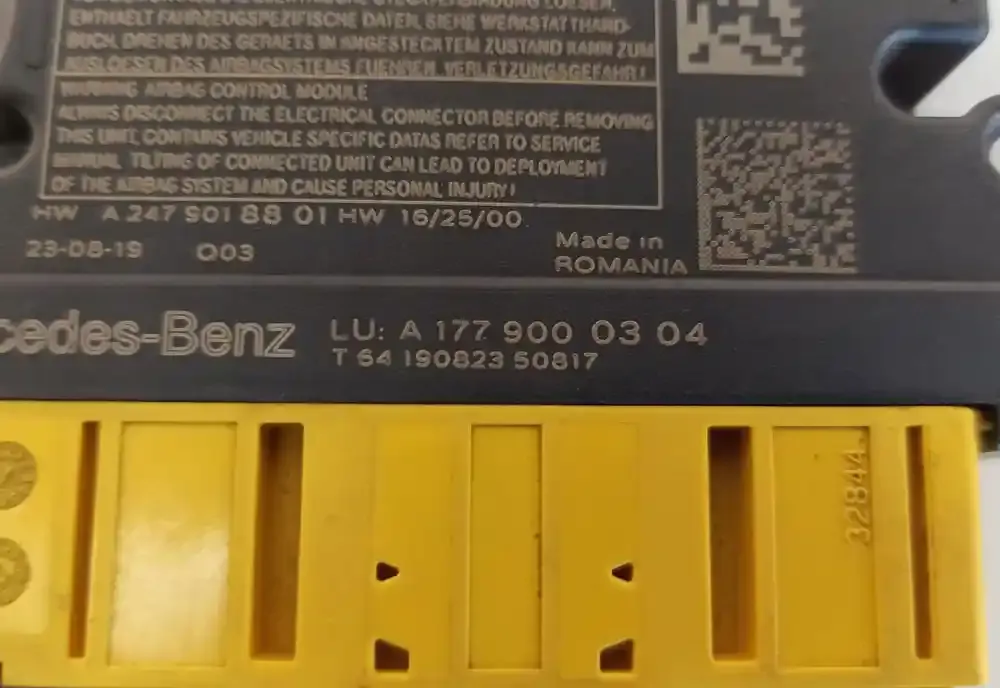 ENTHAELT FAHRZEUGSPEZIFISCHE DATEN. SIEHE WERKSTATTHAND-
BUCH. DREHEN DES GERAETS IN ANGESTECKTEM ZUSTAND KANN ZUM
AUSLOESEN DES AIRBAGSYSTEMS FUEHREN. VERLETZUNGSGEFAHR!
WARNING AIRBAG CONTROL MODULE
ALWAYS DISCONNECT THE ELECTRICAL CONNECTOR BEFORE REMOVING
THIS UNIT. CONTAINS VEHICLE SPECIFIC DATAS REFER TO SERVICE
MANUAL. TILTING OF CONNECTED UNIT CAN LEAD TO DEPLOYMENT
OF THE AIRBAG SYSTEM AND CAUSE PERSONAL INJURY!
HW A 247 901 88 01 HW 16/25/00
23-08-19 Q03
Made in
ROMANIA
cedes-Benz
LU: A 177 900 03 04
T 64 190823 50817
32844